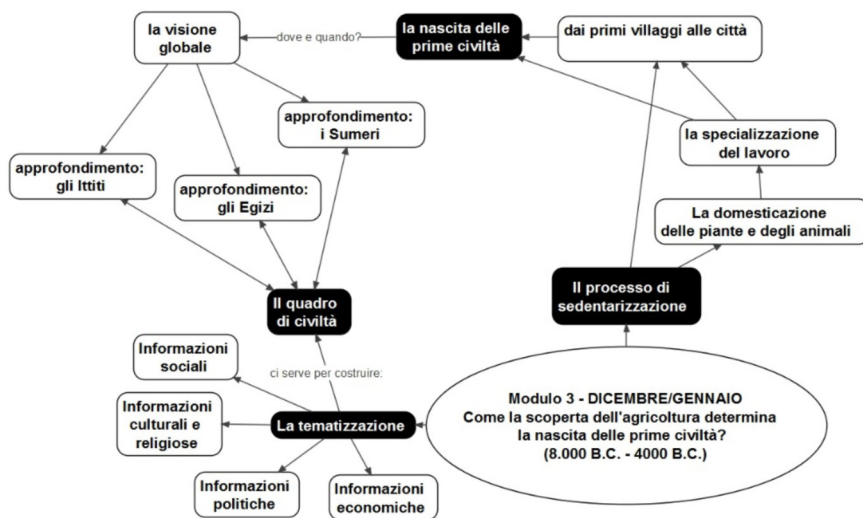 la visione
globale
dove e quando?
la nascita delle
prime civiltà
dai primi villaggi alle città
approfondimento:
i Sumeri
la specializzazione
del lavoro
approfondimento:
gli Ittiti
approfondimento:
gli Egizi
La domesticazione
delle piante e degli animali
Il quadro
di civiltà
Il processo di
sedentarizzazione
Informazioni
sociali
ci serve per costruire:
Informazioni
culturali e
religiose
La tematizzazione
Modulo 3 - DICEMBRE/GENNAIO
Come la scoperta dell'agricoltura determina
la nascita delle prime civiltà?
(8.000 B.C. - 4000 B.C.)
Informazioni
politiche
Informazioni
economiche